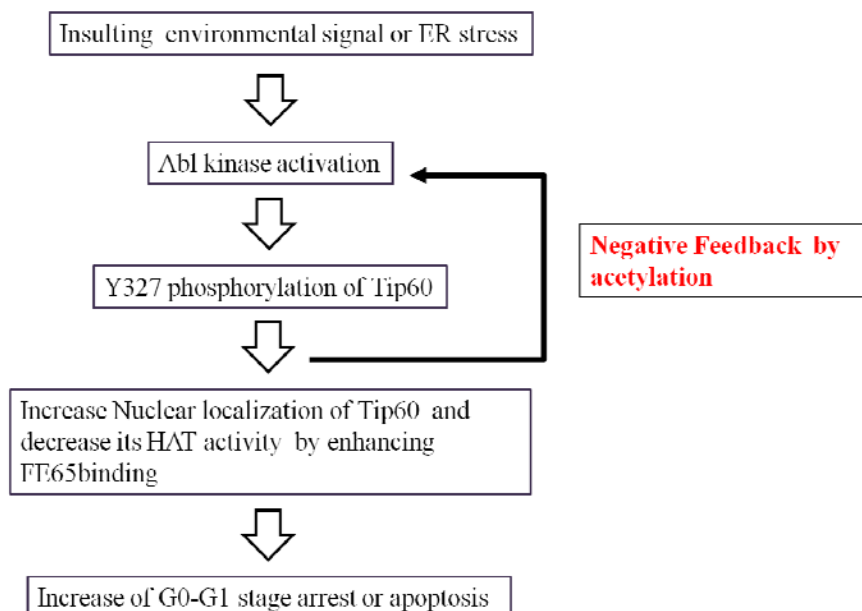 Insulting environmental signal or ER stress
Abl kinase activation
Negative Feedback by
acetylation
Y327 phosphorylation of Tip60
Increase Nuclear localization of Tip60 and
decrease its HAT activity by enhancing
FE65binding
Increase of G0-G1 stage arrest or apoptosis